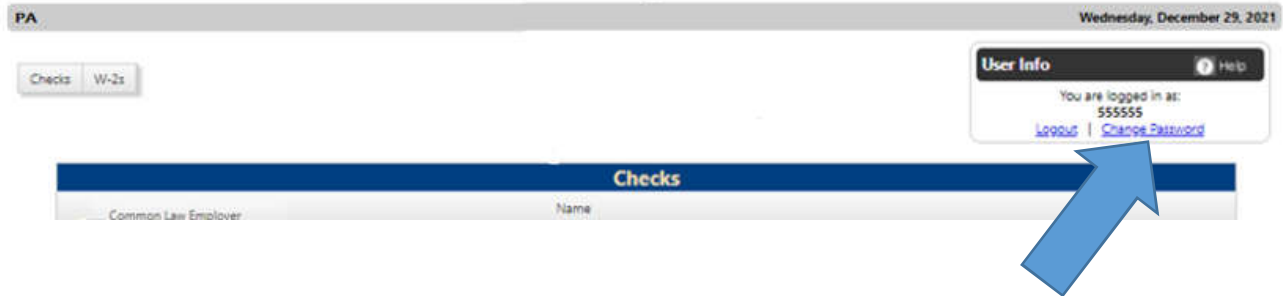 PA
Wednesday, December 29, 2021
Checks W-2s
User Info ? Help
You are logged in as:
555555
Logout | Change Password
Checks
Common Law Employer
Name